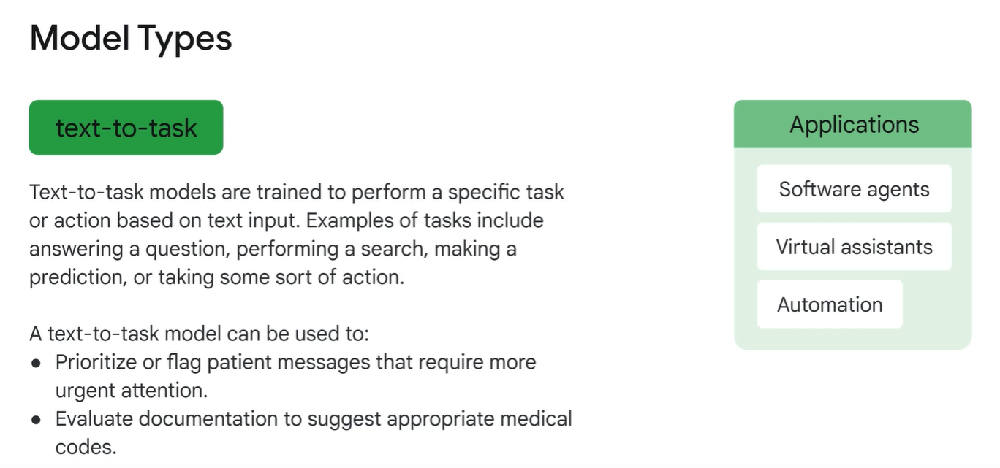 Model Types
text-to-task
Text-to-task models are trained to perform a specific task
or action based on text input. Examples of tasks include
answering a question, performing a search, making a
prediction, or taking some sort of action.
A text-to-task model can be used to:
● Prioritize or flag patient messages that require more
urgent attention.
● Evaluate documentation to suggest appropriate medical
codes.
Applications
Software agents
Virtual assistants
Automation